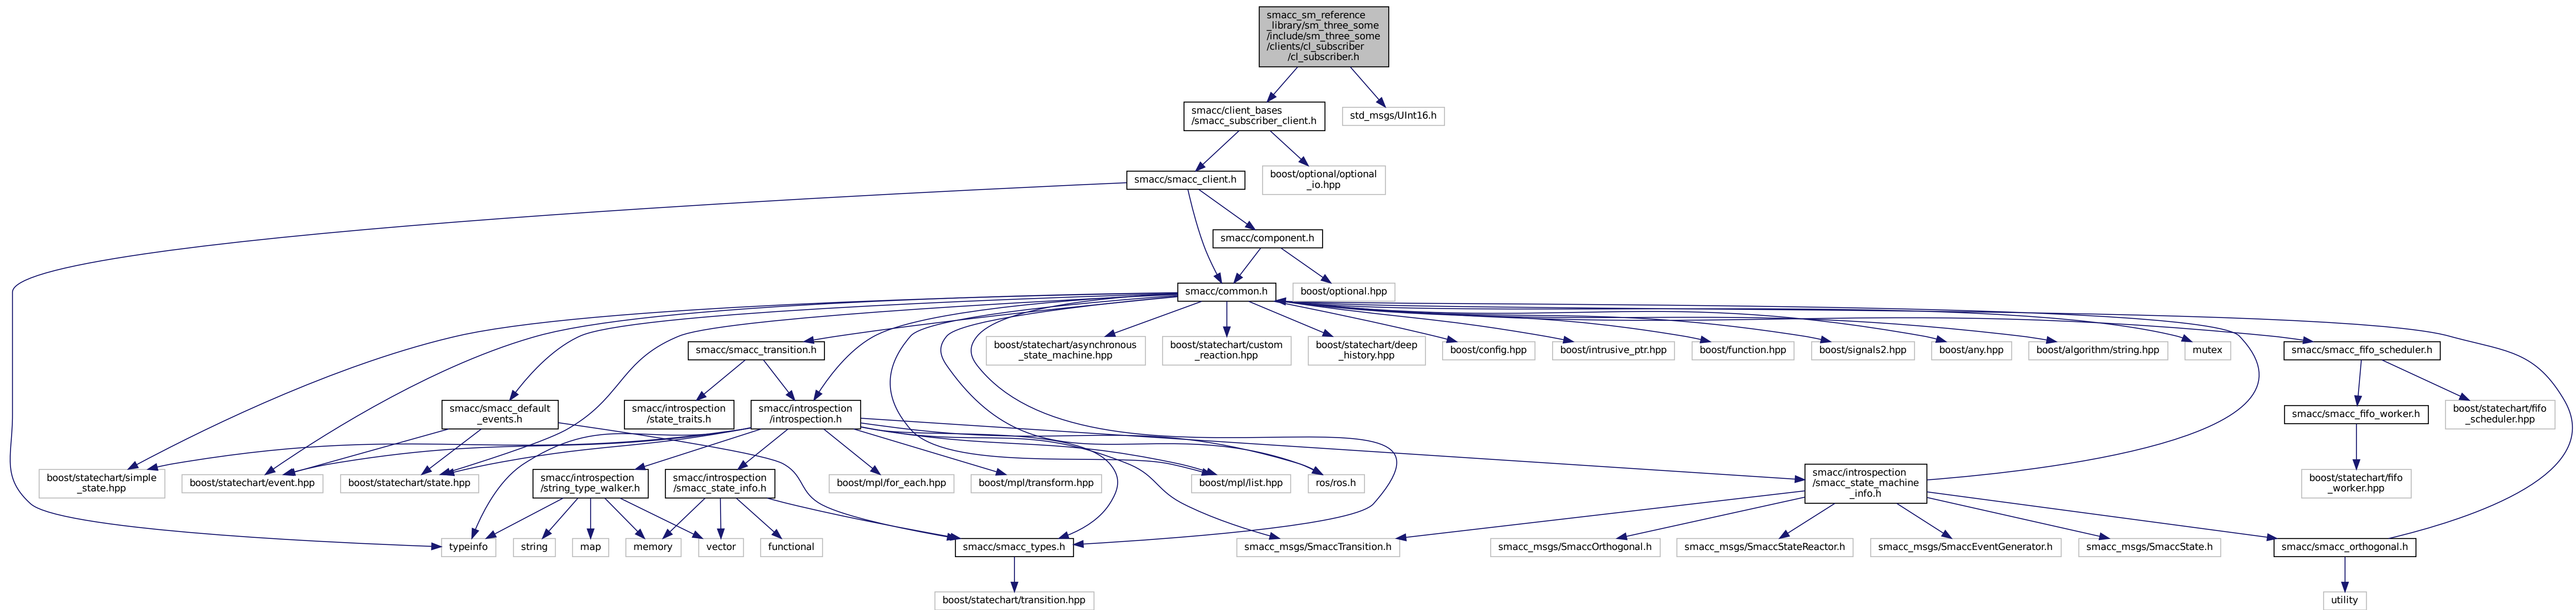 smacc_sm_reference
_library/sm_three_some
/include/sm_three_some
/clients/cl_subscriber
/cl_subscriber.h
smacc/client_bases
/smacc_subscriber_client.h
std_msgs/UInt16.h
smacc/smacc_client.h
boost/optional/optional
_io.hpp
smacc/component.h
smacc/common.h
boost/optional.hpp
smacc/smacc_transition.h
boost/statechart/asynchronous
_state_machine.hpp
boost/statechart/custom
_reaction.hpp
boost/statechart/deep
_history.hpp
boost/config.hpp
boost/intrusive_ptr.hpp
boost/function.hpp
boost/signals2.hpp
boost/any.hpp
boost/algorithm/string.hpp
mutex
smacc/smacc_fifo_scheduler.h
smacc/smacc_default
_events.h
smacc/introspection
/state_traits.h
smacc/introspection
/introspection.h
smacc/smacc_fifo_worker.h
boost/statechart/fifo
_scheduler.hpp
boost/statechart/simple
_state.hpp
boost/statechart/event.hpp
boost/statechart/state.hpp
smacc/introspection
/string_type_walker.h
smacc/introspection
/smacc_state_info.h
boost/mpl/for_each.hpp
boost/mpl/transform.hpp
boost/mpl/list.hpp
ros/ros.h
smacc/introspection
/smacc_state_machine
_info.h
boost/statechart/fifo
_worker.hpp
typeinfo
string
map
memory
vector
functional
smacc/smacc_types.h
smacc_msgs/SmaccTransition.h
smacc_msgs/SmaccOrthogonal.h
smacc_msgs/SmaccStateReactor.h
smacc_msgs/SmaccEventGenerator.h
smacc_msgs/SmaccState.h
smacc/smacc_orthogonal.h
boost/statechart/transition.hpp
utility